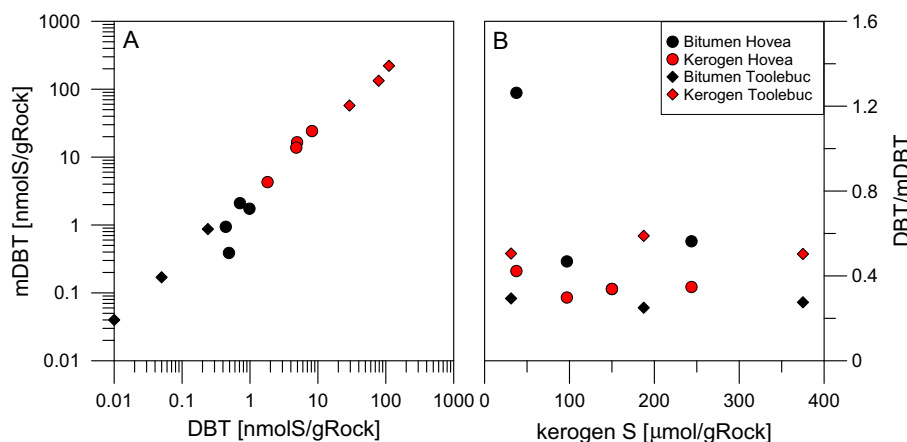 A
mDBT [nmolS/gRock]
1000
100
10
1
0.1
0.01
0.01 0.1 1 10 100 1000
DBT [nmolS/gRock]
B
Bitumen Hovea
Kerogen Hovea
Bitumen Toolebuc
Kerogen Toolebuc
1.6
1.2
0.8
0.4
0
DBT/mDBT
0 100 200 300 400
kerogen S [µmol/gRock]